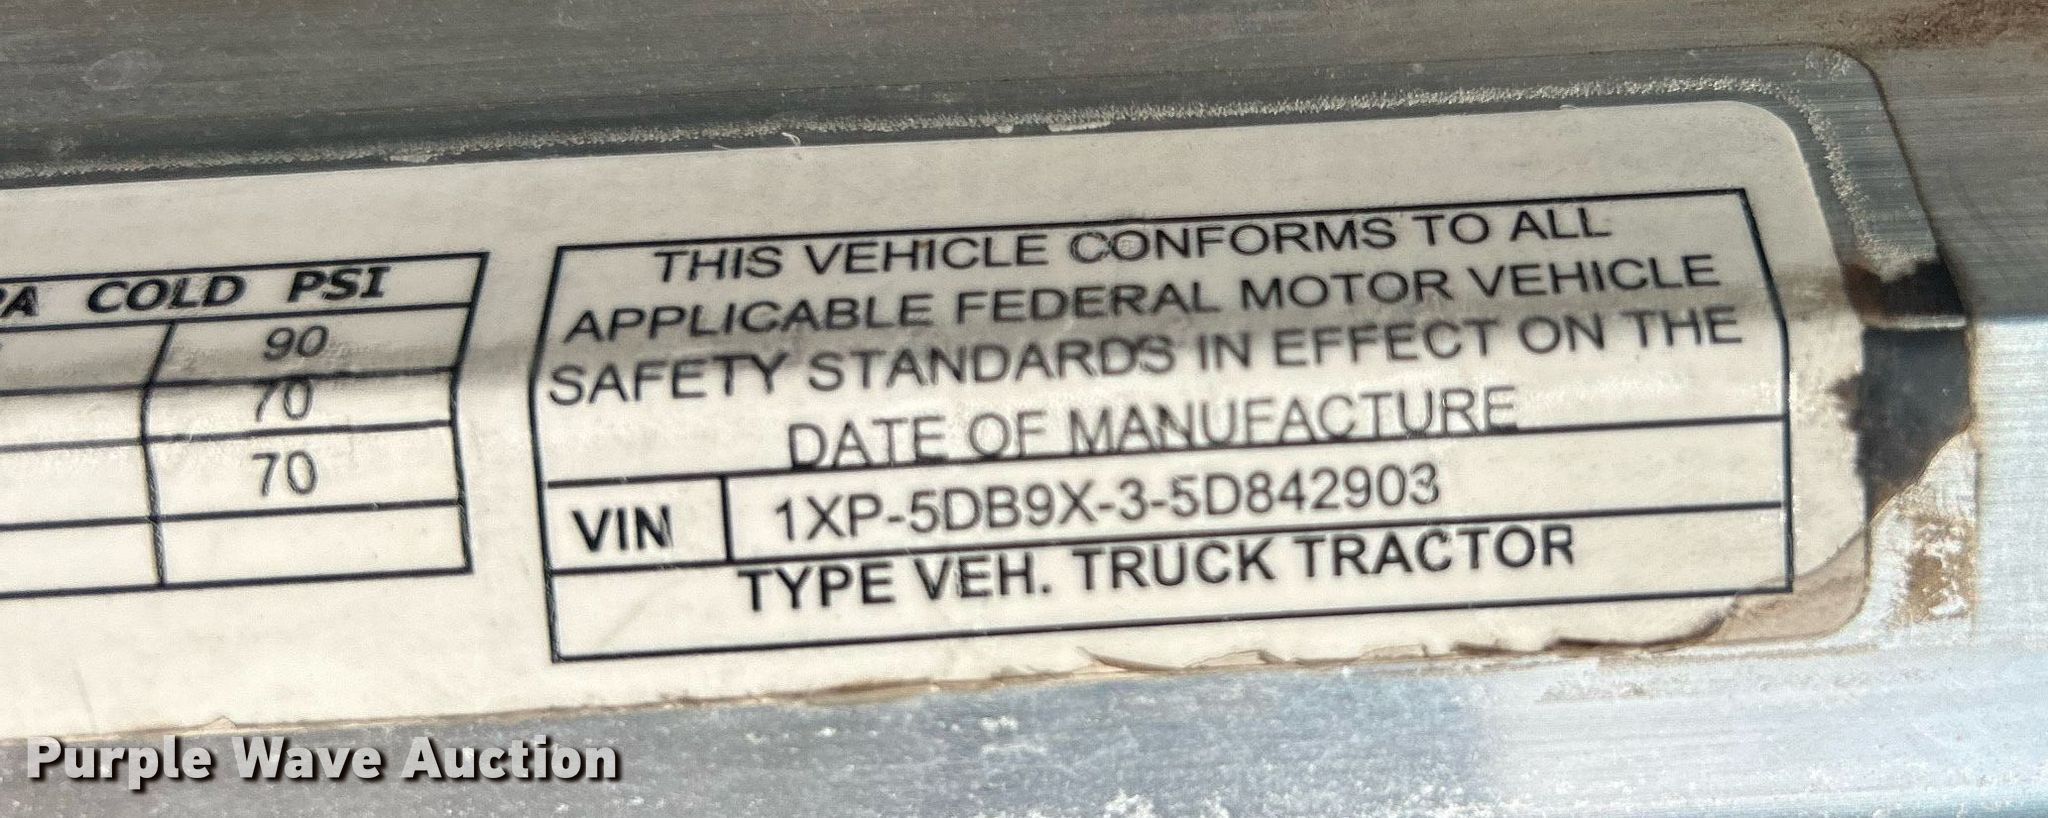 COLD PSI
90
70
70
THIS VEHICLE CONFORMS TO ALL
APPLICABLE FEDERAL MOTOR VEHICLE
SAFETY STANDARDS IN EFFECT ON THE
DATE OF MANUFACTURE
VIN 1XP-5DB9X-3-5D842903
TYPE VEH. TRUCK TRACTOR
Purple Wave Auction